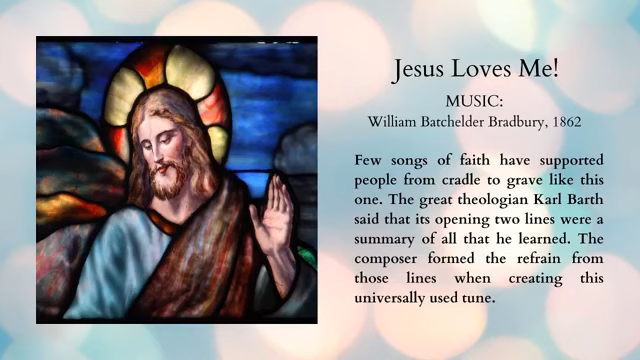 Jesus Loves Me!
MUSIC:
William Batchelder Bradbury, 1862
Few songs of faith have supported
people from cradle to grave like this
one. The great theologian Karl Barth
said that its opening two lines were a
summary of all that he learned. The
composer formed the refrain from
those lines when creating this
universally used tune.